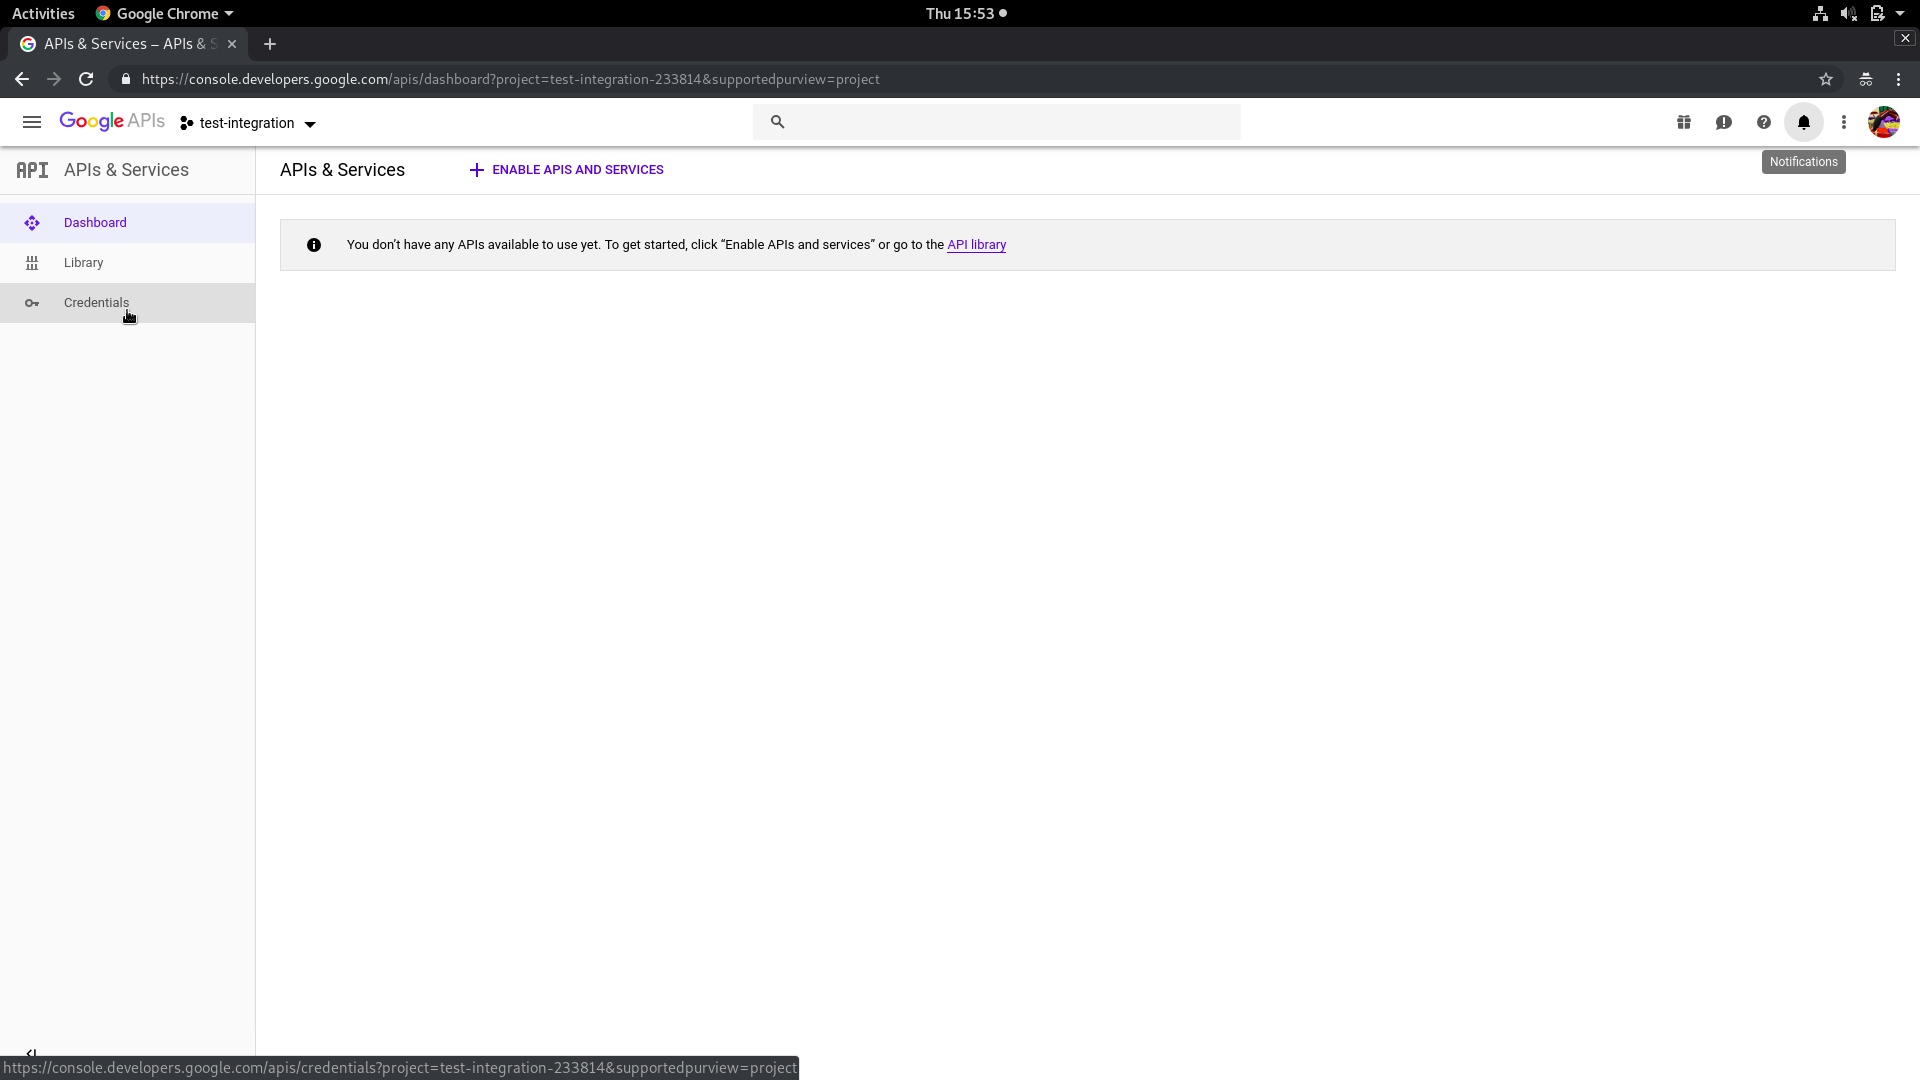 Activities
Google Chrome
Thu 15:53
APIs & Services – APIs & S
https://console.developers.google.com/apis/dashboard?project=test-integration-233814&supportedpurview=project
Google APIs
test-integration
API
APIs & Services
APIs & Services
ENABLE APIS AND SERVICES
Notifications
Dashboard
You don’t have any APIs available to use yet. To get started, click “Enable APIs and services” or go to the API library
Library
Credentials
https://console.developers.google.com/apis/credentials?project=test-integration-233814&supportedpurview=project